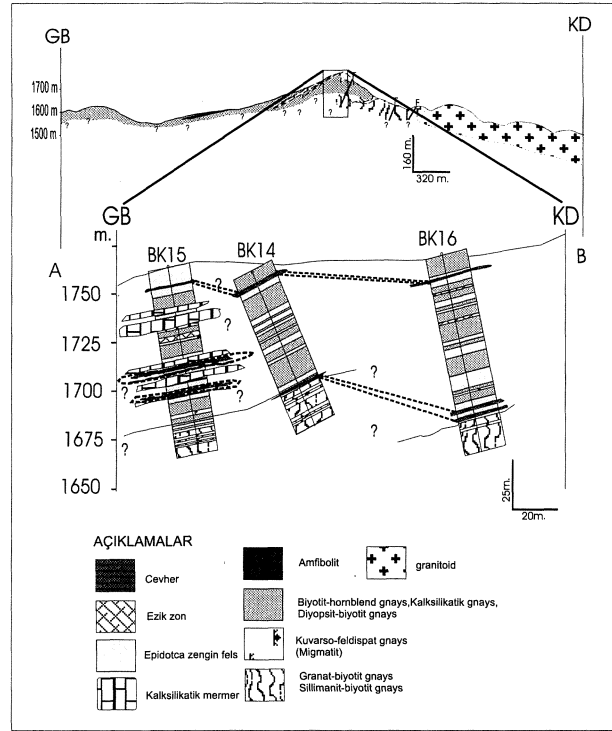 GB KD
1700 m
1600 m
1500 m
? ? ? ? ? ? ? ? ?
160 m.
320 m.
GB KD
m.
A B
BK15 BK14 BK16
1750
1725
1700
1675
1650
? ? ? ? ? ? ?
25m.
20m.
AÇIKLAMALAR
Cevher
Ezik zon
Epidotca zengin fels
Kalksilikatik mermer
Amfibolit
granitoid
Biyotit-hornblend gnays,Kalksilikatik gnays,
Diyopsit-biyotit gnays
Kuvarso-feldispat gnays
(Migmatit)
Granat-biyotit gnays
Sillimanit-biyotit gnays